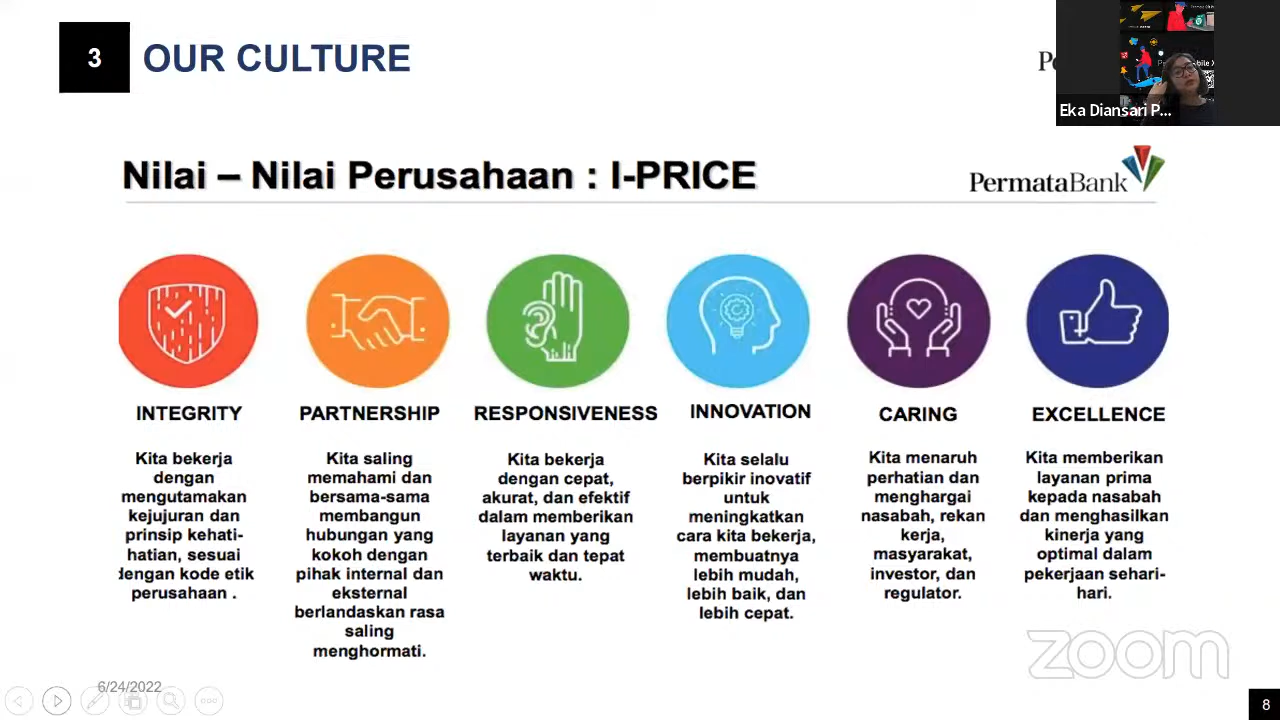 3
OUR CULTURE
Eka Diansari P...
Nilai – Nilai Perusahaan : I-PRICE
PermataBank
INTEGRITY
Kita bekerja
dengan
mengutamakan
kejujuran dan
prinsip kehati-
hatian, sesuai
dengan kode etik
perusahaan .
PARTNERSHIP
Kita saling
memahami dan
bersama-sama
membangun
hubungan yang
kokoh dengan
pihak internal dan
eksternal
berlandaskan rasa
saling
menghormati.
RESPONSIVENESS
Kita bekerja
dengan cepat,
akurat, dan efektif
dalam memberikan
layanan yang
terbaik dan tepat
waktu.
INNOVATION
Kita selalu
berpikir inovatif
untuk
meningkatkan
cara kita bekerja,
membuatnya
lebih mudah,
lebih baik, dan
lebih cepat.
CARING
Kita menaruh
perhatian dan
menghargai
nasabah, rekan
kerja,
masyarakat,
investor, dan
regulator.
EXCELLENCE
Kita memberikan
layanan prima
kepada nasabah
dan menghasilkan
kinerja yang
optimal dalam
pekerjaan sehari-
hari.
zoom
6/24/2022
8